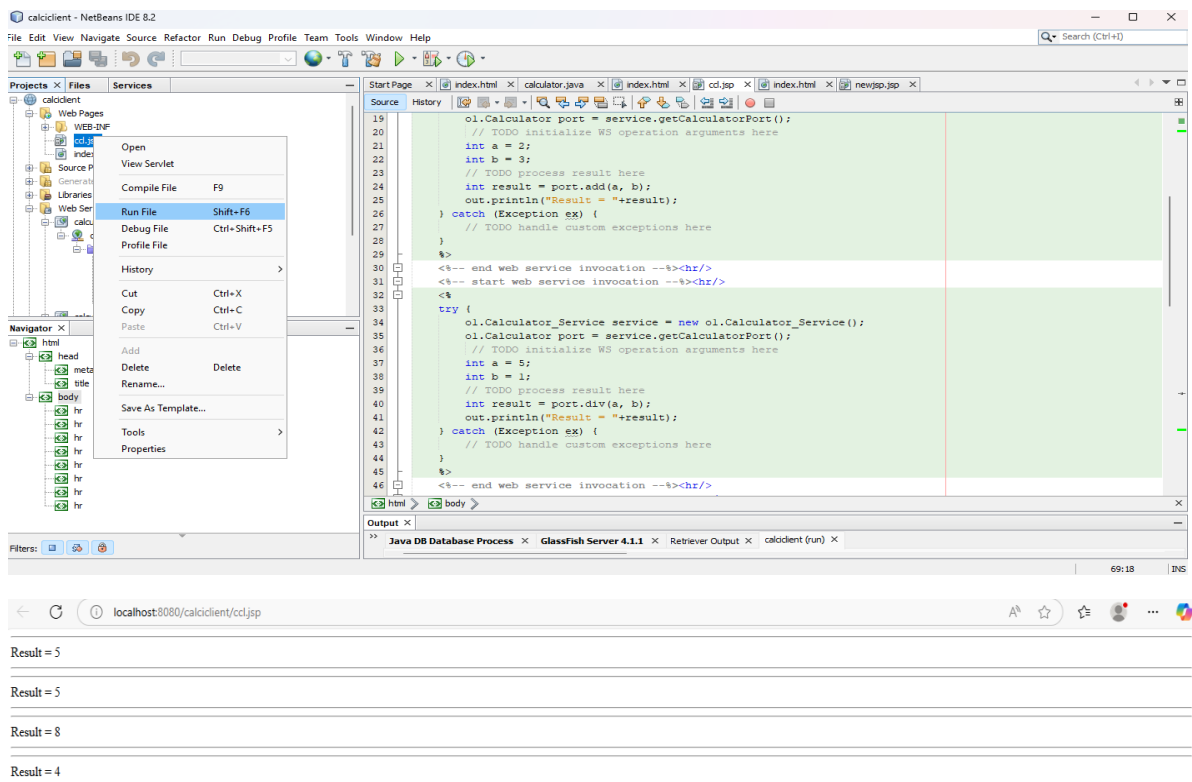 calciclient - NetBeans IDE 8.2
File Edit View Navigate Source Refactor Run Debug Profile Team Tools Window Help
Search (Ctrl+I)
Projects × Files Services
Start Page × index.html × calculator.java × index.html × ccl.jsp × index.html × newjsp.jsp ×
Source History
calciclient
Web Pages
WEB-INF
ccl.js
index
Source P
Generate
Libraries
Web Ser
calcu
Open
View Servlet
Compile File F9
Run File Shift+F6
Debug File Ctrl+Shift+F5
Profile File
History
Cut Ctrl+X
Copy Ctrl+C
Paste Ctrl+V
Add
Delete Delete
Rename...
Save As Template...
Tools
Properties
Navigator ×
html
head
meta
title
body
hr
hr
hr
hr
hr
hr
hr
hr
Filters:
19 ol.Calculator port = service.getCalculatorPort();
20 // TODO initialize WS operation arguments here
21 int a = 2;
22 int b = 3;
23 // TODO process result here
24 int result = port.add(a, b);
25 out.println("Result = "+result);
26 } catch (Exception ex) {
27 // TODO handle custom exceptions here
28 }
29 %>
30 <%-- end web service invocation --%><hr/>
31 <%-- start web service invocation --%><hr/>
32 <%
33 try {
34 ol.Calculator_Service service = new ol.Calculator_Service();
35 ol.Calculator port = service.getCalculatorPort();
36 // TODO initialize WS operation arguments here
37 int a = 5;
38 int b = 1;
39 // TODO process result here
40 int result = port.div(a, b);
41 out.println("Result = "+result);
42 } catch (Exception ex) {
43 // TODO handle custom exceptions here
44 }
45 %>
46 <%-- end web service invocation --%><hr/>
html body
Output ×
Java DB Database Process × GlassFish Server 4.1.1 × Retriever Output × calciclient (run) ×
69:18 INS
localhost:8080/calciclient/ccl.jsp
Result = 5
Result = 5
Result = 8
Result = 4